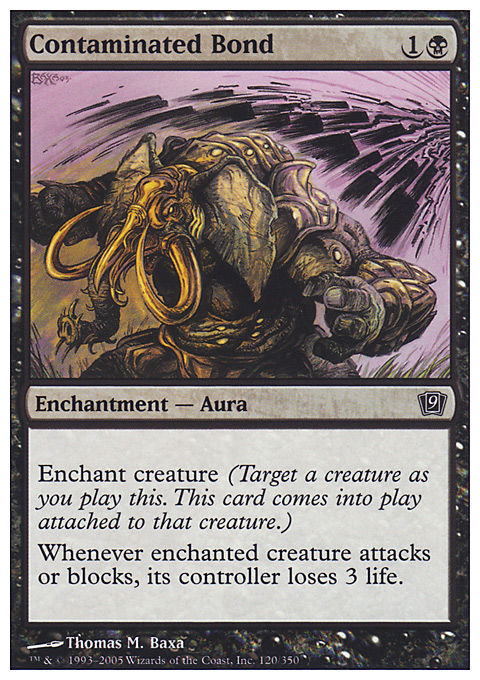 Contaminated Bond 1
Enchantment — Aura 9
Enchant creature (Target a creature as
you play this. This card comes into play
attached to that creature.)
Whenever enchanted creature attacks
or blocks, its controller loses 3 life.
Thomas M. Baxa
™ & © 1993–2005 Wizards of the Coast, Inc. 120/350